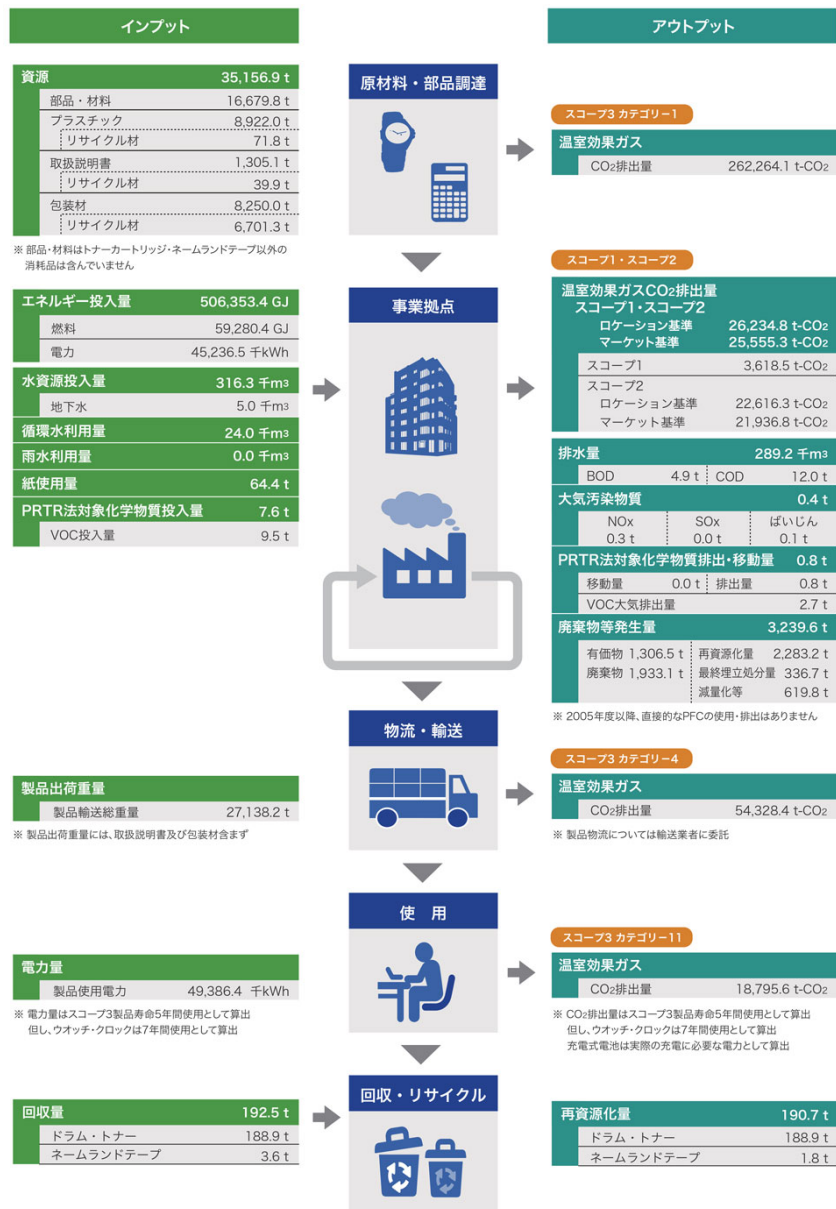 インプット
アウトプット
資源 35,156.9 t
部品・材料 16,679.8 t
プラスチック 8,922.0 t
リサイクル材 71.8 t
取扱説明書 1,305.1 t
リサイクル材 39.9 t
包装材 8,250.0 t
リサイクル材 6,701.3 t
※ 部品・材料はトナーカートリッジ・ネームランドテープ以外の
消耗品は含んでいません
原材料・部品調達
スコープ3 カテゴリー1
温室効果ガス
CO2排出量 262,264.1 t-CO2
エネルギー投入量 506,353.4 GJ
燃料 59,280.4 GJ
電力 45,236.5 千kWh
水資源投入量 316.3 千m3
地下水 5.0 千m3
循環水利用量 24.0 千m3
雨水利用量 0.0 千m3
紙使用量 64.4 t
PRTR法対象化学物質投入量 7.6 t
VOC投入量 9.5 t
事業拠点
スコープ1・スコープ2
温室効果ガスCO2排出量
スコープ1・スコープ2
ロケーション基準 26,234.8 t-CO2
マーケット基準 25,555.3 t-CO2
スコープ1 3,618.5 t-CO2
スコープ2
ロケーション基準 22,616.3 t-CO2
マーケット基準 21,936.8 t-CO2
排水量 289.2 千m3
BOD 4.9 t COD 12.0 t
大気汚染物質 0.4 t
NOx SOx ばいじん
0.3 t 0.0 t 0.1 t
PRTR法対象化学物質排出・移動量 0.8 t
移動量 0.0 t 排出量 0.8 t
VOC大気排出量 2.7 t
廃棄物等発生量 3,239.6 t
有価物 1,306.5 t 再資源化量 2,283.2 t
廃棄物 1,933.1 t 最終埋立処分量 336.7 t
減量化等 619.8 t
※ 2005年度以降、直接的なPFCの使用・排出はありません
製品出荷重量
製品輸送総重量 27,138.2 t
※ 製品出荷重量には、取扱説明書及び包装材含まず
物流・輸送
スコープ3 カテゴリー4
温室効果ガス
CO2排出量 54,328.4 t-CO2
※ 製品物流については輸送業者に委託
電力量
製品使用電力 49,386.4 千kWh
※ 電力量はスコープ3製品寿命5年間使用として算出
但し、ウオッチ・クロックは7年間使用として算出
使 用
スコープ3 カテゴリー11
温室効果ガス
CO2排出量 18,795.6 t-CO2
※ CO2排出量はスコープ3製品寿命5年間使用として算出
但し、ウオッチ・クロックは7年間使用として算出
充電式電池は実際の充電に必要な電力として算出
回収量 192.5 t
ドラム・トナー 188.9 t
ネームランドテープ 3.6 t
回収・リサイクル
再資源化量 190.7 t
ドラム・トナー 188.9 t
ネームランドテープ 1.8 t